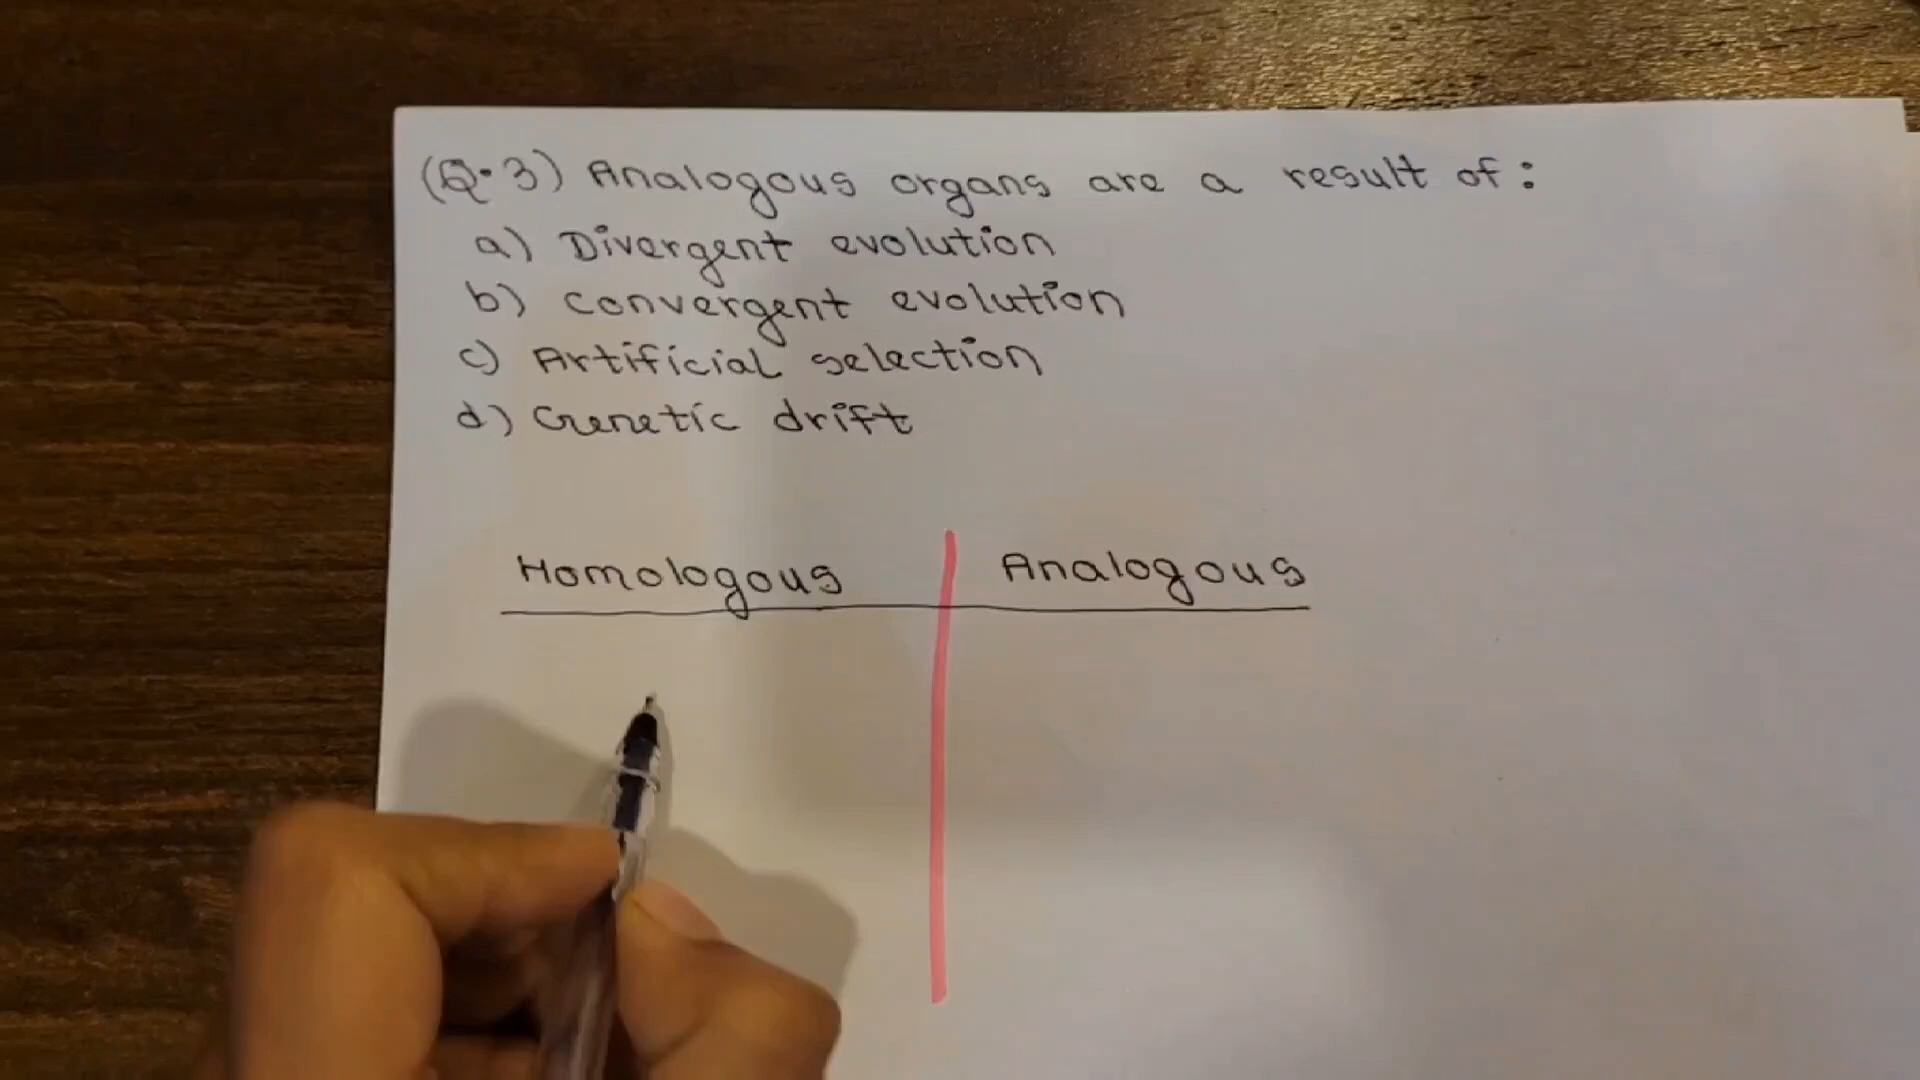 (Q.3) Analogous organs are a result of :
a) Divergent evolution
b) Convergent evolution
c) Artificial selection
d) Genetic drift
Homologous Analogous